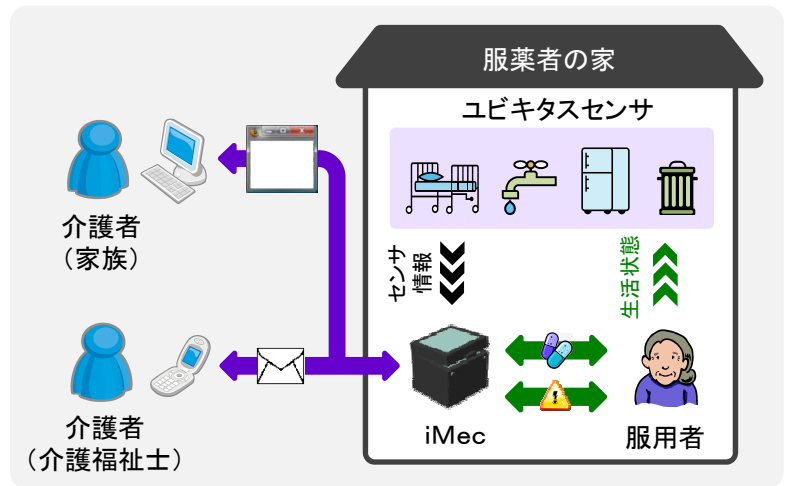 服薬者の家
ユビキタスセンサ
介護者
（家族）
センサ
情報
生活状態
介護者
（介護福祉士）
iMec
服用者